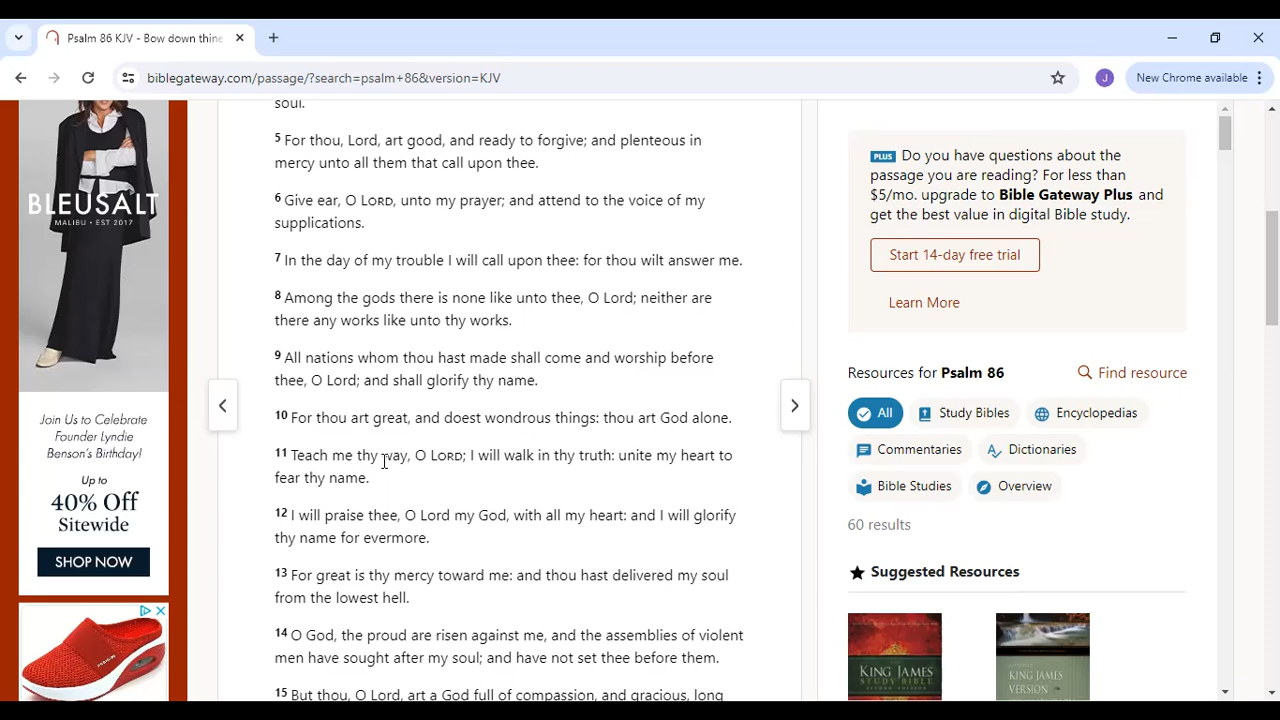 Psalm 86 KJV - Bow down thine
biblegateway.com/passage/?search=psalm+86&version=KJV
J
New Chrome available
BLEUSALT
MALIBU • EST 2017
Join Us to Celebrate
Founder Lyndie
Benson's Birthday!
Up to
40% Off
Sitewide
SHOP NOW
soul.
5 For thou, Lord, art good, and ready to forgive; and plenteous in
mercy unto all them that call upon thee.
6 Give ear, O LORD, unto my prayer; and attend to the voice of my
supplications.
7 In the day of my trouble I will call upon thee: for thou wilt answer me.
8 Among the gods there is none like unto thee, O Lord; neither are
there any works like unto thy works.
9 All nations whom thou hast made shall come and worship before
thee, O Lord; and shall glorify thy name.
10 For thou art great, and doest wondrous things: thou art God alone.
11 Teach me thy way, O LORD; I will walk in thy truth: unite my heart to
fear thy name.
12 I will praise thee, O Lord my God, with all my heart: and I will glorify
thy name for evermore.
13 For great is thy mercy toward me: and thou hast delivered my soul
from the lowest hell.
14 O God, the proud are risen against me, and the assemblies of violent
men have sought after my soul; and have not set thee before them.
15 But thou, O Lord, art a God full of compassion, and gracious, long
PLUS Do you have questions about the
passage you are reading? For less than
$5/mo. upgrade to Bible Gateway Plus and
get the best value in digital Bible study.
Start 14-day free trial
Learn More
Resources for Psalm 86
Find resource
All
Study Bibles
Encyclopedias
Commentaries
Dictionaries
Bible Studies
Overview
60 results
Suggested Resources
KING JAMES
STUDY BIBLE
KING JAMES
VERSION